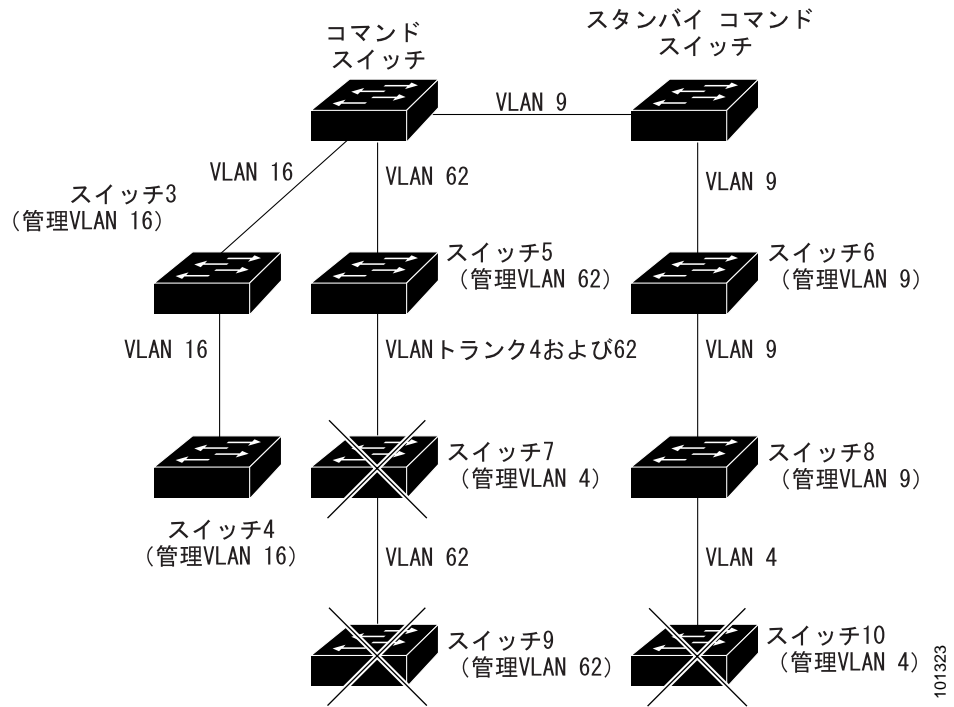 コマンド
スイッチ
スタンバイ コマンド
スイッチ
VLAN 9
VLAN 16
VLAN 62
VLAN 9
スイッチ3
(管理VLAN 16)
スイッチ5
(管理VLAN 62)
スイッチ6
(管理VLAN 9)
VLAN 16
VLANトランク4および62
VLAN 9
スイッチ7
(管理VLAN 4)
スイッチ8
(管理VLAN 9)
スイッチ4
(管理VLAN 16)
VLAN 62
VLAN 4
スイッチ9
(管理VLAN 62)
スイッチ10
(管理VLAN 4)
101323